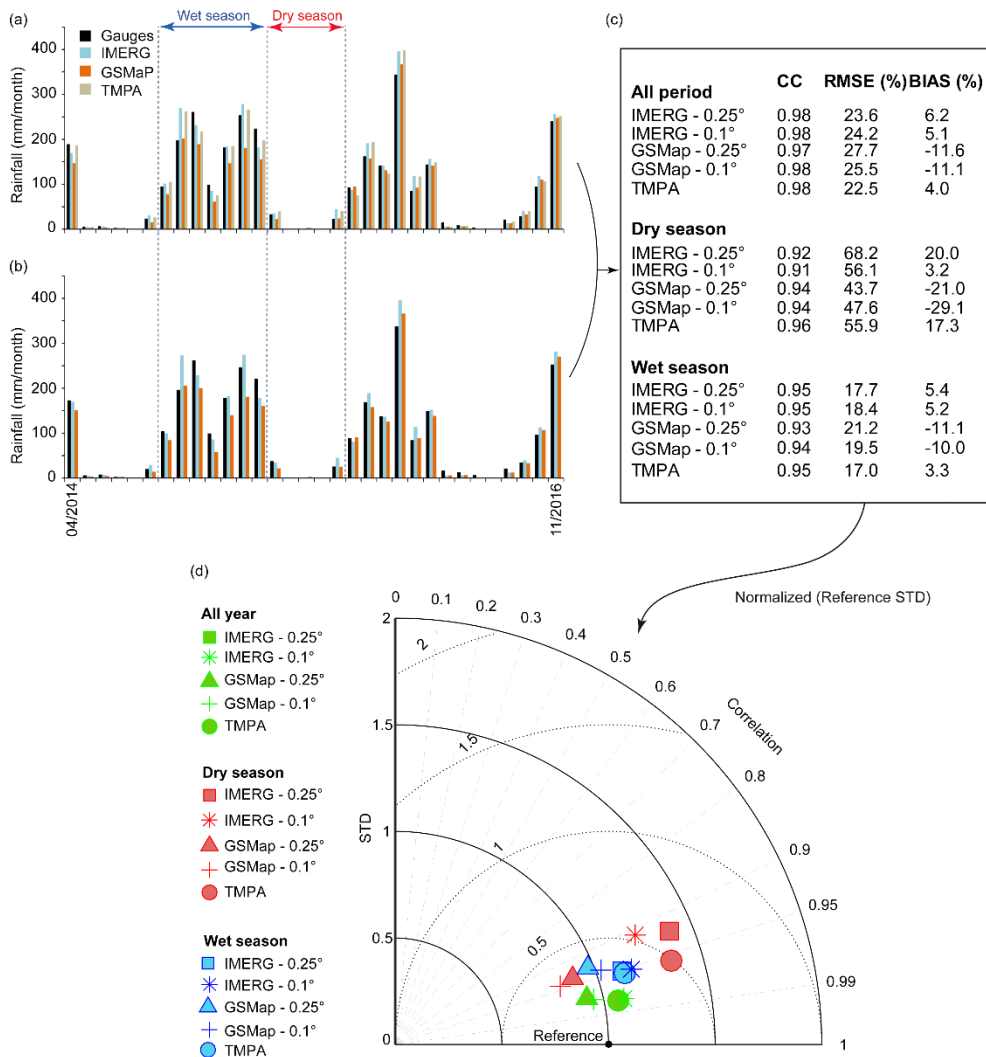 (a)
Wet season
Dry season
Gauges
IMERG
GSMaP
TMPA
Rainfall (mm/month)
400
300
200
100
0
(b)
Rainfall (mm/month)
400
300
200
100
0
04/2014
11/2016
(c)
CC RMSE (%) BIAS (%)
All period
IMERG - 0.25° 0.98 23.6 6.2
IMERG - 0.1° 0.98 24.2 5.1
GSMap - 0.25° 0.97 27.7 -11.6
GSMap - 0.1° 0.98 25.5 -11.1
TMPA 0.98 22.5 4.0
Dry season
IMERG - 0.25° 0.92 68.2 20.0
IMERG - 0.1° 0.91 56.1 3.2
GSMap - 0.25° 0.94 43.7 -21.0
GSMap - 0.1° 0.94 47.6 -29.1
TMPA 0.96 55.9 17.3
Wet season
IMERG - 0.25° 0.95 17.7 5.4
IMERG - 0.1° 0.95 18.4 5.2
GSMap - 0.25° 0.93 21.2 -11.1
GSMap - 0.1° 0.94 19.5 -10.0
TMPA 0.95 17.0 3.3
(d)
All year
IMERG - 0.25°
IMERG - 0.1°
GSMap - 0.25°
GSMap - 0.1°
TMPA
Dry season
IMERG - 0.25°
IMERG - 0.1°
GSMap - 0.25°
GSMap - 0.1°
TMPA
Wet season
IMERG - 0.25°
IMERG - 0.1°
GSMap - 0.25°
GSMap - 0.1°
TMPA
Normalized (Reference STD)
STD
2
1.5
1
0.5
0
0
0.1
0.2
0.3
0.4
0.5
0.6
0.7
0.8
0.9
0.95
0.99
1
Correlation
2
1.5
1
0.5
Reference